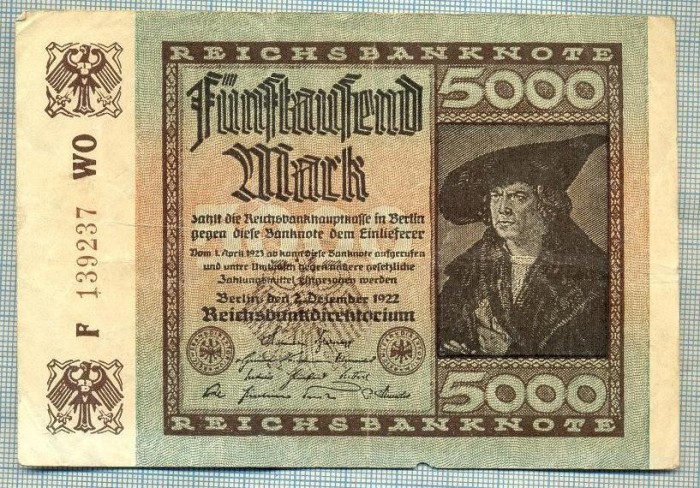 REICHSBANKNOTE
5000
Fünftausend
Mark
zahlt die Reichsbankhauptkasse in Berlin
gegen diese Banknote dem Einlieferer
Vom 1. April 1923 ab kann diese Banknote aufgerufen
und unter Umtausch gegen andere gesetzliche
Zahlungsmittel eingezogen werden
Berlin, den 2. Dezember 1922
Reichsbankdirektorium
5000
REICHSBANKNOTE
P 139237 WO